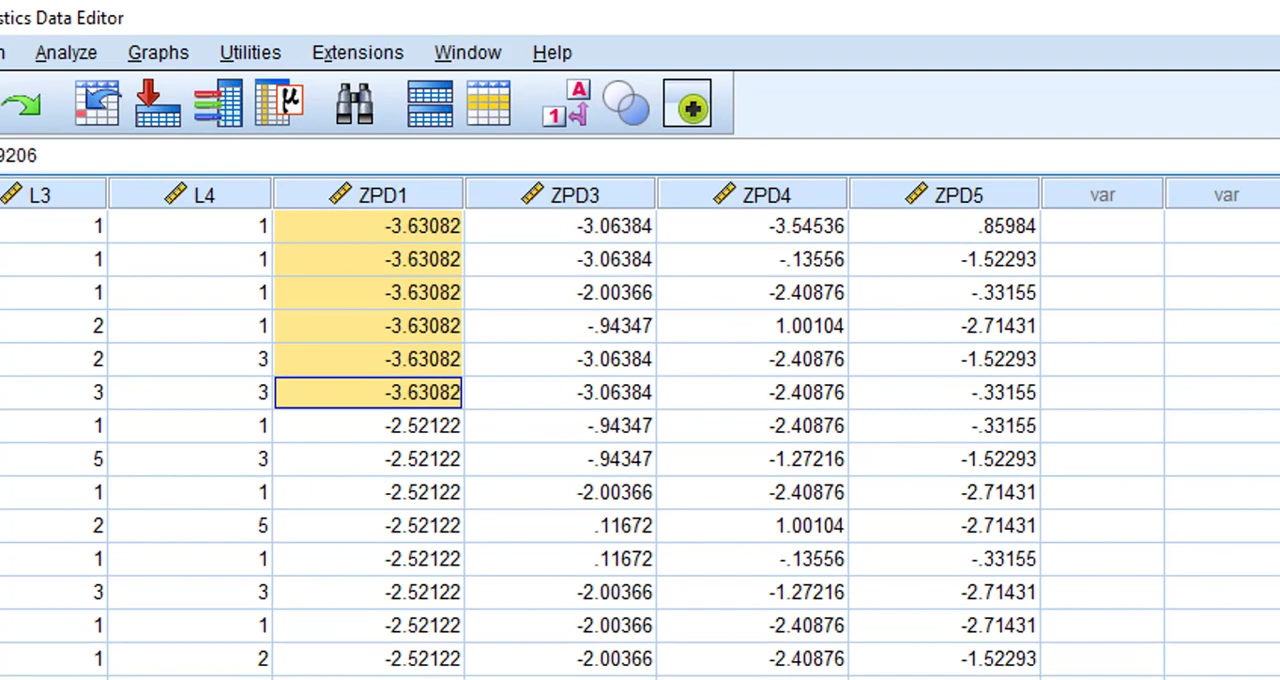 stics Data Editor
n Analyze Graphs Utilities Extensions Window Help
μ A 1
9206
L3 L4 ZPD1 ZPD3 ZPD4 ZPD5 var var
1 1 -3.63082 -3.06384 -3.54536 .85984
1 1 -3.63082 -3.06384 -.13556 -1.52293
1 1 -3.63082 -2.00366 -2.40876 -.33155
2 1 -3.63082 -.94347 1.00104 -2.71431
2 3 -3.63082 -3.06384 -2.40876 -1.52293
3 3 -3.63082 -3.06384 -2.40876 -.33155
1 1 -2.52122 -.94347 -2.40876 -.33155
5 3 -2.52122 -.94347 -1.27216 -1.52293
1 1 -2.52122 -2.00366 -2.40876 -2.71431
2 5 -2.52122 .11672 1.00104 -2.71431
1 1 -2.52122 .11672 -.13556 -.33155
3 3 -2.52122 -2.00366 -1.27216 -2.71431
1 1 -2.52122 -2.00366 -2.40876 -2.71431
1 2 -2.52122 -2.00366 -2.40876 -1.52293